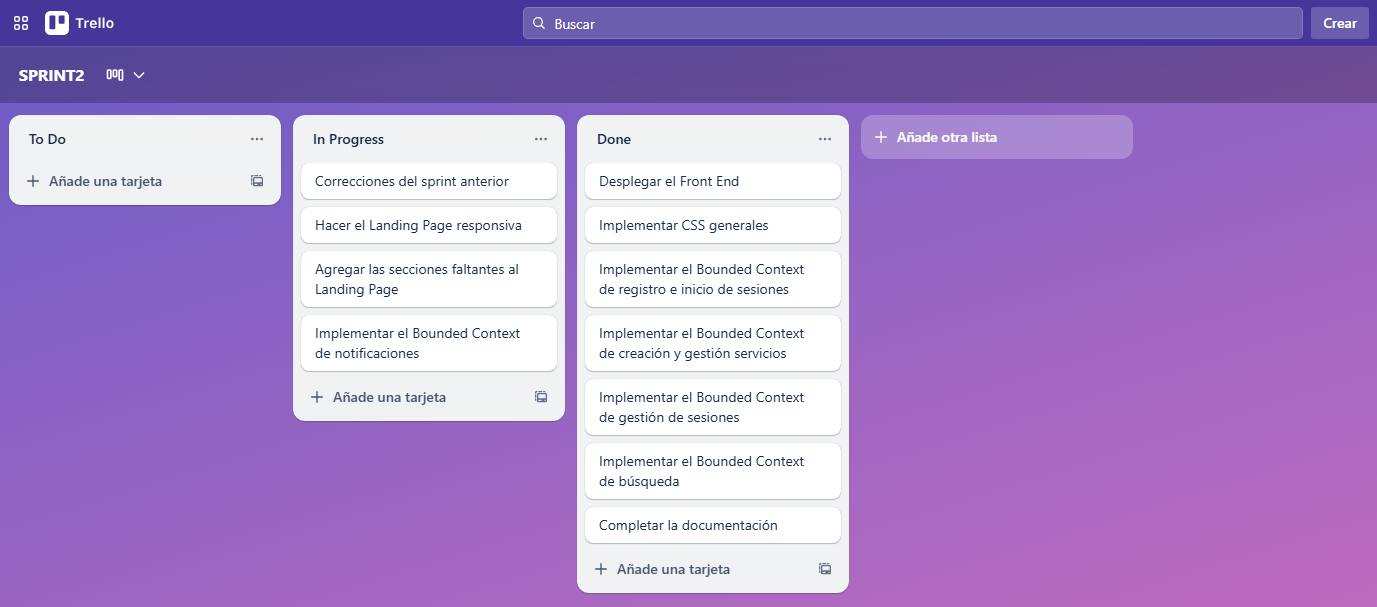 Trello
Buscar
Crear
SPRINT2
To Do
Añade una tarjeta
In Progress
Correcciones del sprint anterior
Hacer el Landing Page responsiva
Agregar las secciones faltantes al
Landing Page
Implementar el Bounded Context
de notificaciones
Añade una tarjeta
Done
Desplegar el Front End
Implementar CSS generales
Implementar el Bounded Context
de registro e inicio de sesiones
Implementar el Bounded Context
de creación y gestión servicios
Implementar el Bounded Context
de gestión de sesiones
Implementar el Bounded Context
de búsqueda
Completar la documentación
Añade una tarjeta
Añade otra lista